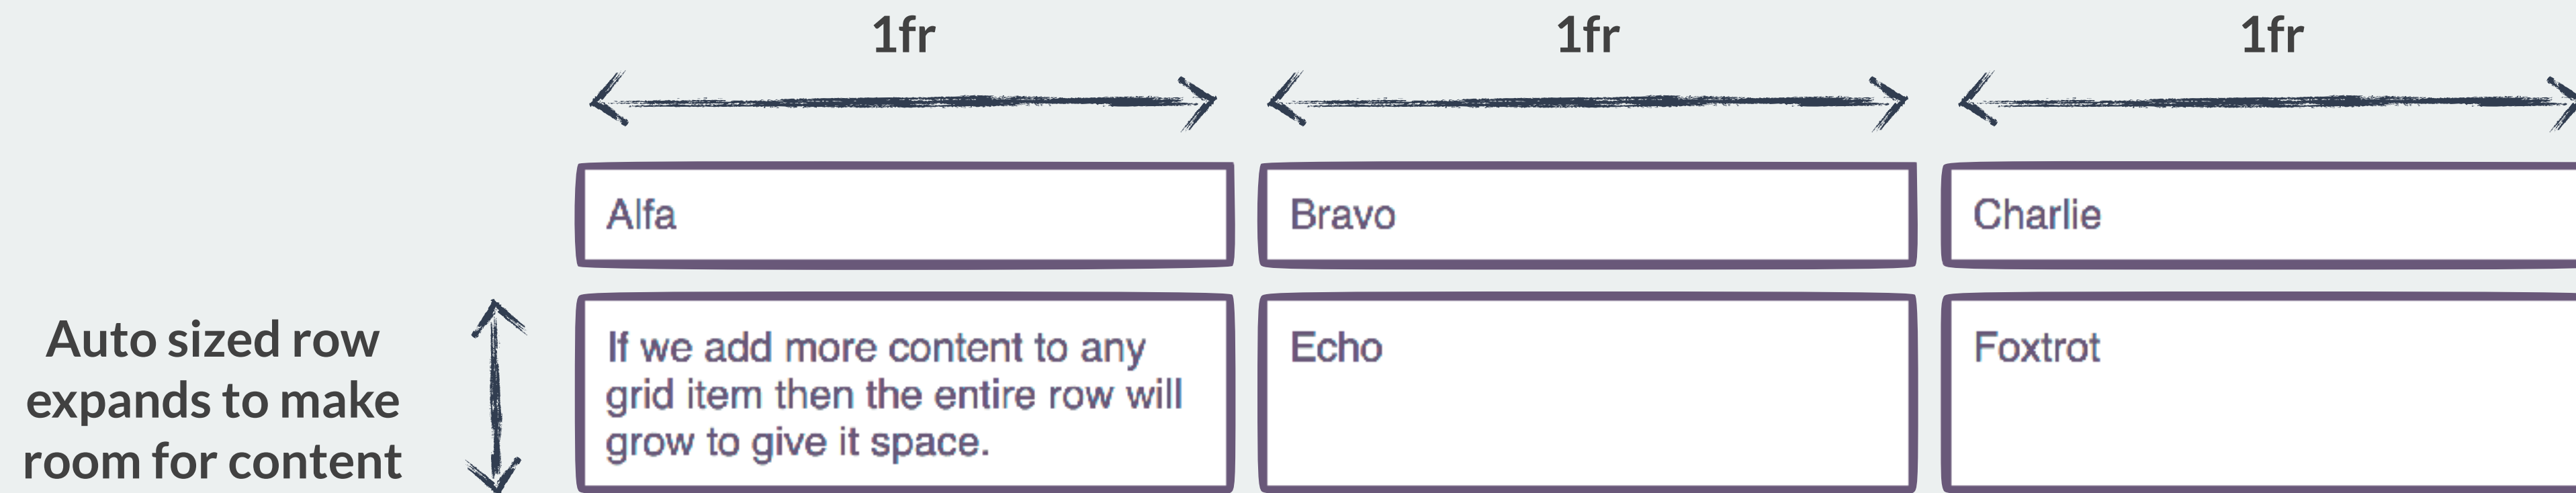 1fr
1fr
1fr
Alfa
Bravo
Charlie
Auto sized row
expands to make
room for content
If we add more content to any
grid item then the entire row will
grow to give it space.
Echo
Foxtrot